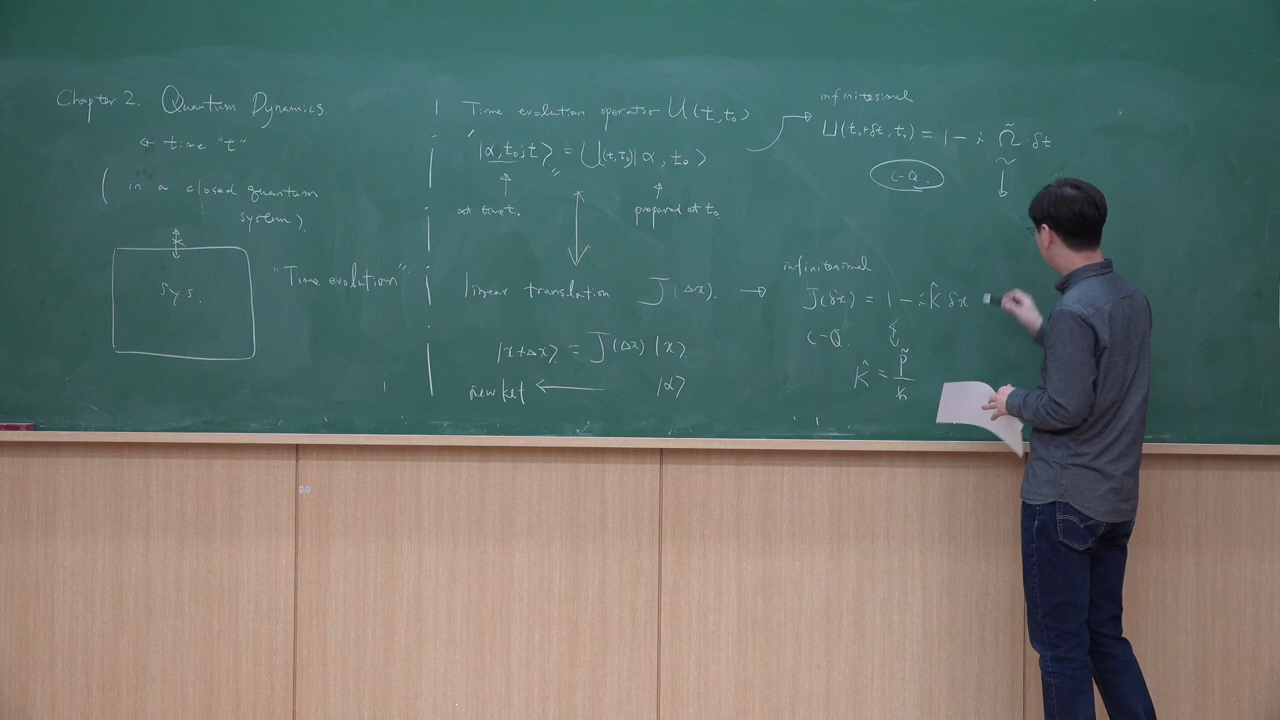 Chapter 2. Quantum Dynamics.
← time "t"
( in a closed quantum
system)
sys.
"Time evolution"
Time evolution operator U(t, t₀)
|α, t₀; t⟩ = U(t, t₀)|α, t₀⟩
at time t.
prepared at t₀
linear translation J(Δx). →
|x+Δx⟩ = J(Δx) |x⟩
new ket ← |α⟩
infinitesimal
U(t₀+δt, t₀) = 1 - i Ω̃ · δt
C-Q.
infinitesimal
J(δx) = 1 - i K̂ δx
C-Q.
K̂ = p̃/ħ